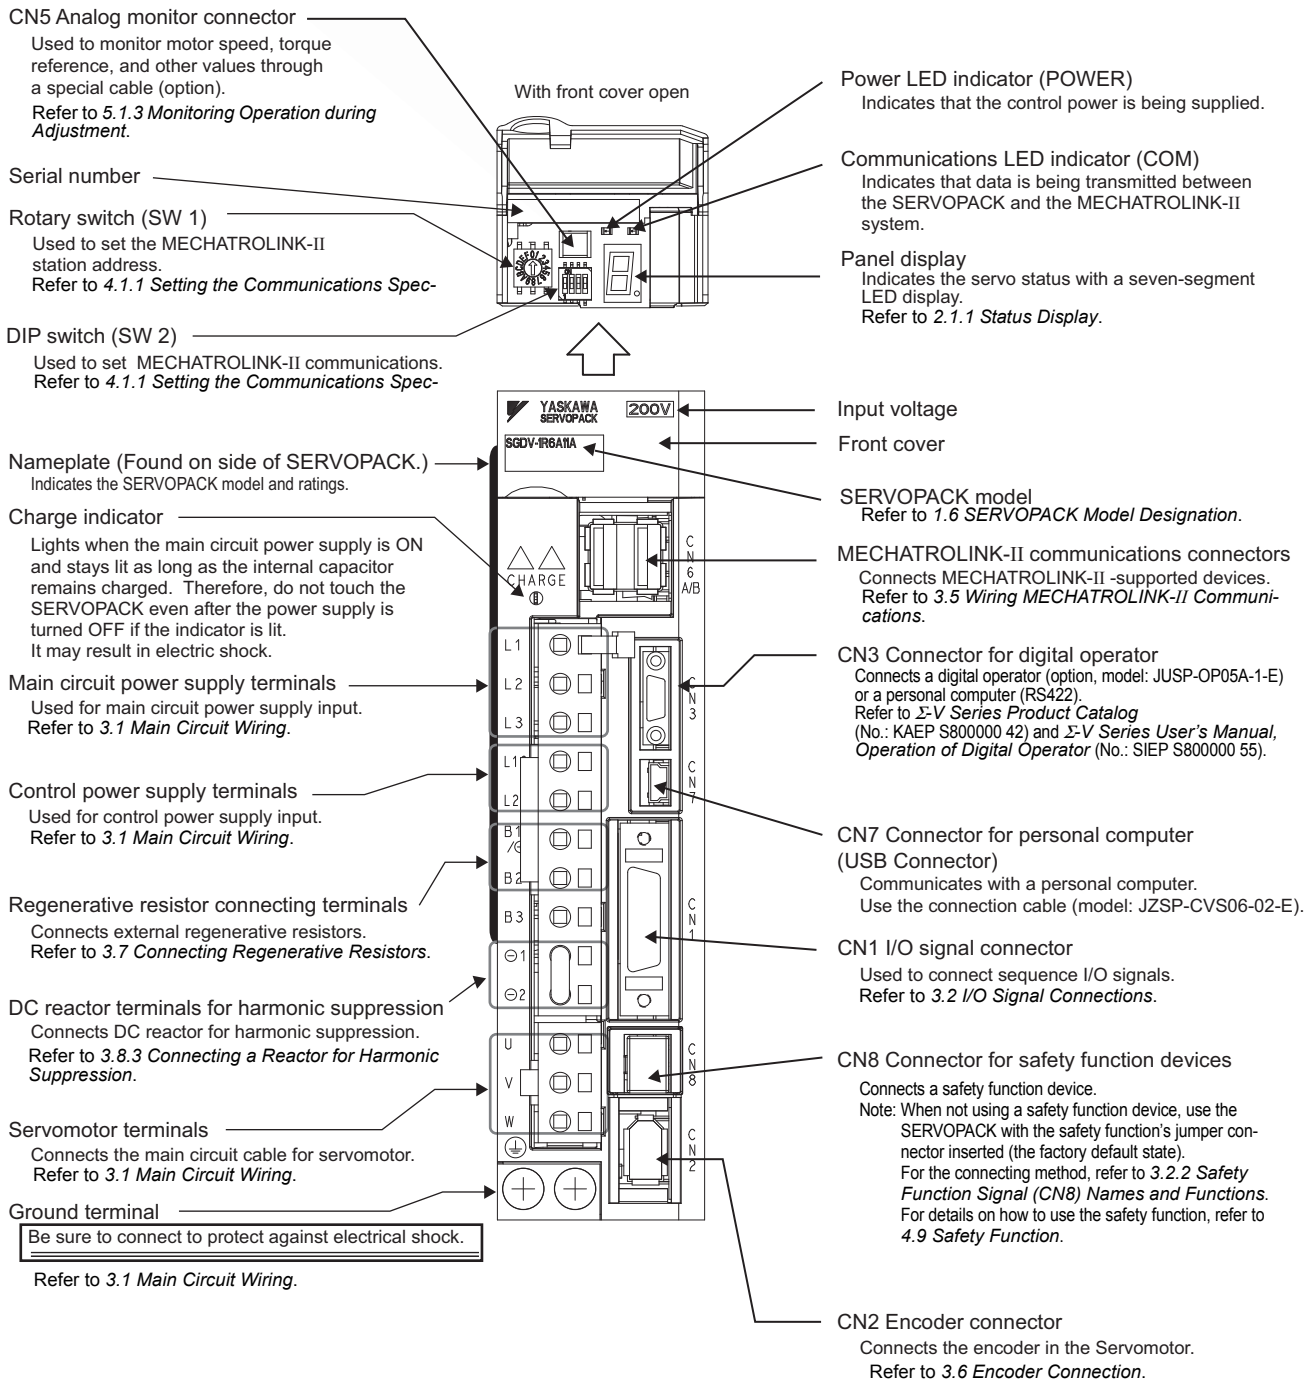 CN5 Analog monitor connector
Used to monitor motor speed, torque
reference, and other values through
a special cable (option).
Refer to 5.1.3 Monitoring Operation during
Adjustment.
Serial number
Rotary switch (SW 1)
Used to set the MECHATROLINK-II
station address.
Refer to 4.1.1 Setting the Communications Spec-
DIP switch (SW 2)
Used to set MECHATROLINK-II communications.
Refer to 4.1.1 Setting the Communications Spec-
With front cover open
Power LED indicator (POWER)
Indicates that the control power is being supplied.
Communications LED indicator (COM)
Indicates that data is being transmitted between
the SERVOPACK and the MECHATROLINK-II
system.
Panel display
Indicates the servo status with a seven-segment
LED display.
Refer to 2.1.1 Status Display.
Nameplate (Found on side of SERVOPACK.)
Indicates the SERVOPACK model and ratings.
Charge indicator
Lights when the main circuit power supply is ON
and stays lit as long as the internal capacitor
remains charged. Therefore, do not touch the
SERVOPACK even after the power supply is
turned OFF if the indicator is lit.
It may result in electric shock.
Main circuit power supply terminals
Used for main circuit power supply input.
Refer to 3.1 Main Circuit Wiring.
Control power supply terminals
Used for control power supply input.
Refer to 3.1 Main Circuit Wiring.
Regenerative resistor connecting terminals
Connects external regenerative resistors.
Refer to 3.7 Connecting Regenerative Resistors.
DC reactor terminals for harmonic suppression
Connects DC reactor for harmonic suppression.
Refer to 3.8.3 Connecting a Reactor for Harmonic
Suppression.
Servomotor terminals
Connects the main circuit cable for servomotor.
Refer to 3.1 Main Circuit Wiring.
Ground terminal
Be sure to connect to protect against electrical shock.
Refer to 3.1 Main Circuit Wiring.
YASKAWA
SERVOPACK
200V
SGDV-1R6A11A
CHARGE
L1
L2
L3
L1
L2
B1
/⊖
B2
B3
⊖1
⊖2
U
V
W
CN6
A/B
CN3
CN7
CN1
CN8
CN2
Input voltage
Front cover
SERVOPACK model
Refer to 1.6 SERVOPACK Model Designation.
MECHATROLINK-II communications connectors
Connects MECHATROLINK-II -supported devices.
Refer to 3.5 Wiring MECHATROLINK-II Communi-
cations.
CN3 Connector for digital operator
Connects a digital operator (option, model: JUSP-OP05A-1-E)
or a personal computer (RS422).
Refer to Σ-V Series Product Catalog
(No.: KAEP S800000 42) and Σ-V Series User's Manual,
Operation of Digital Operator (No.: SIEP S800000 55).
CN7 Connector for personal computer
(USB Connector)
Communicates with a personal computer.
Use the connection cable (model: JZSP-CVS06-02-E).
CN1 I/O signal connector
Used to connect sequence I/O signals.
Refer to 3.2 I/O Signal Connections.
CN8 Connector for safety function devices
Connects a safety function device.
Note: When not using a safety function device, use the
SERVOPACK with the safety function's jumper con-
nector inserted (the factory default state).
For the connecting method, refer to 3.2.2 Safety
Function Signal (CN8) Names and Functions.
For details on how to use the safety function, refer to
4.9 Safety Function.
CN2 Encoder connector
Connects the encoder in the Servomotor.
Refer to 3.6 Encoder Connection.